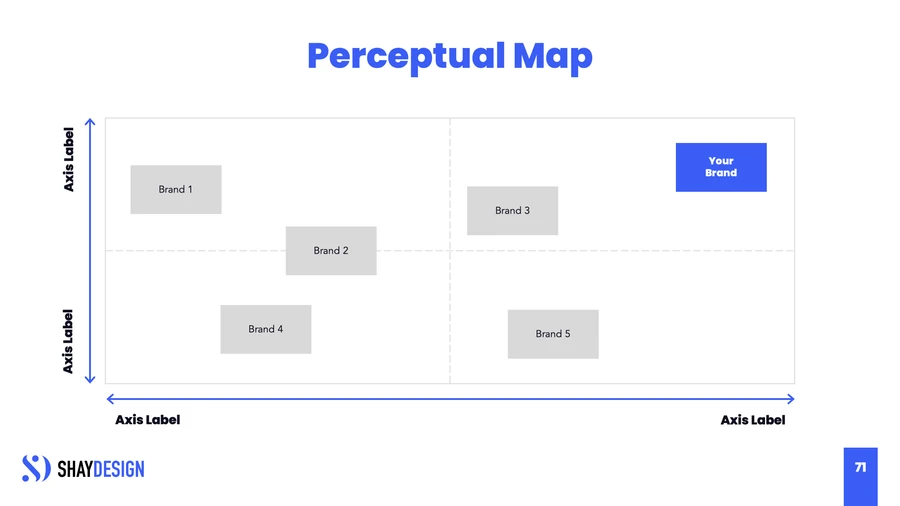 Perceptual Map
Axis Label
Axis Label
Brand 1
Brand 2
Brand 3
Your
Brand
Brand 4
Brand 5
Axis Label
Axis Label
SHAYDESIGN
71